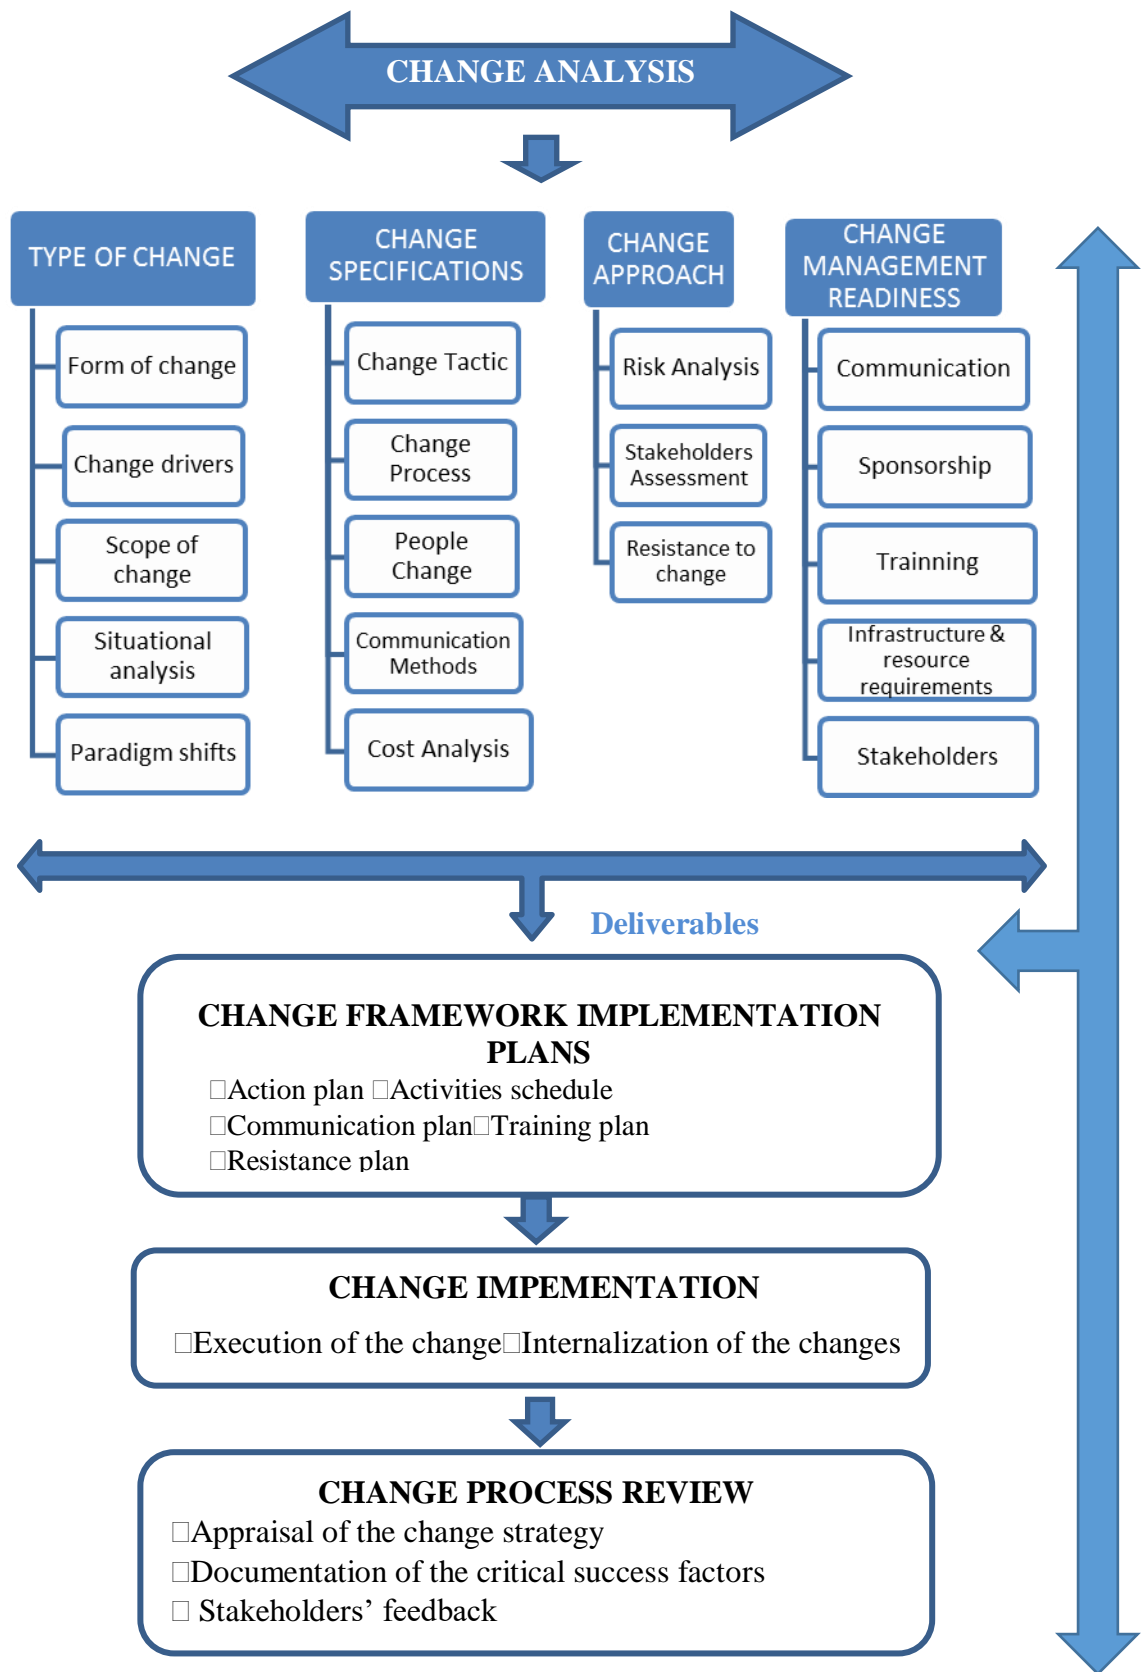 CHANGE ANALYSIS
TYPE OF CHANGE
Form of change
Change drivers
Scope of
change
Situational
analysis
Paradigm shifts
CHANGE
SPECIFICATIONS
Change Tactic
Change
Process
People
Change
Communication
Methods
Cost Analysis
CHANGE
APPROACH
Risk Analysis
Stakeholders
Assessment
Resistance to
change
CHANGE
MANAGEMENT
READINESS
Communication
Sponsorship
Trainning
Infrastructure &
resource
requirements
Stakeholders
Deliverables
CHANGE FRAMEWORK IMPLEMENTATION
PLANS
□Action plan □Activities schedule
□Communication plan□Training plan
□Resistance plan
CHANGE IMPEMENTATION
□Execution of the change□Internalization of the changes
CHANGE PROCESS REVIEW
□Appraisal of the change strategy
□Documentation of the critical success factors
□ Stakeholders’ feedback